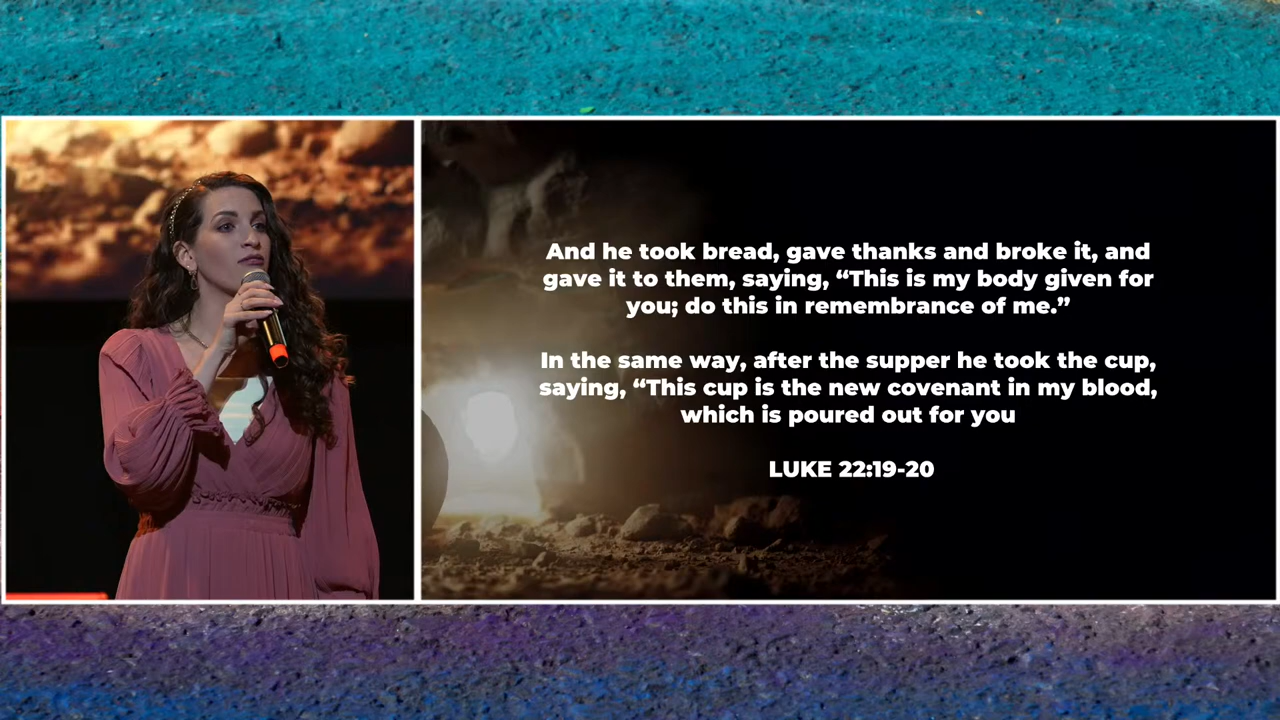 And he took bread, gave thanks and broke it, and
gave it to them, saying, “This is my body given for
you; do this in remembrance of me.”
In the same way, after the supper he took the cup,
saying, “This cup is the new covenant in my blood,
which is poured out for you
LUKE 22:19-20